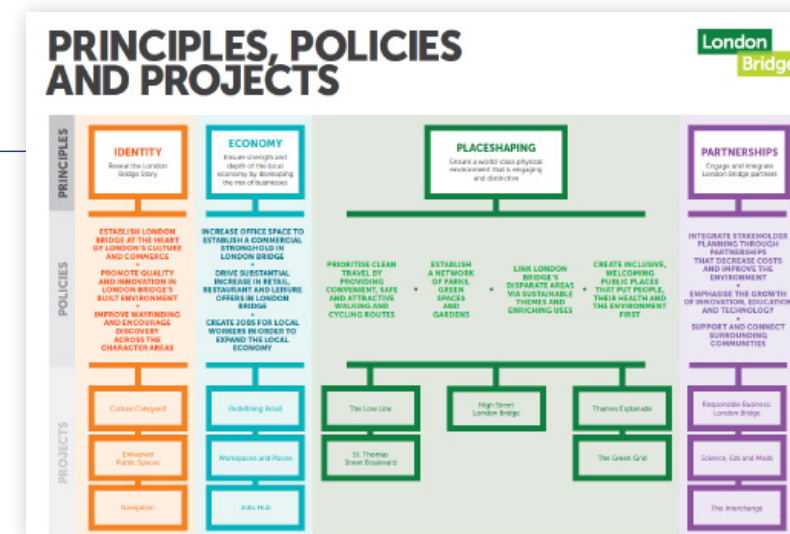 PRINCIPLES, POLICIES
AND PROJECTS
London
Bridge
PRINCIPLES
IDENTITY
Reveal the London
Bridge Story
ECONOMY
Ensure strength and
depth of the local
economy by developing
the mix of businesses
PLACESHAPING
Ensure a world-class physical
environment that is engaging
and distinctive
PARTNERSHIPS
Engage and integrate
London Bridge partners
POLICIES
ESTABLISH LONDON
BRIDGE AT THE HEART
OF LONDON'S CULTURE
AND COMMERCE
•
PROMOTE QUALITY
AND INNOVATION IN
LONDON BRIDGE'S
BUILT ENVIRONMENT
•
IMPROVE WAYFINDING
AND ENCOURAGE
DISCOVERY
ACROSS THE
CHARACTER AREAS
INCREASE OFFICE SPACE TO
ESTABLISH A COMMERCIAL
STRONGHOLD IN
LONDON BRIDGE
•
DRIVE SUBSTANTIAL
INCREASE IN RETAIL,
RESTAURANT AND LEISURE
OFFERS IN LONDON
BRIDGE
•
CREATE JOBS FOR LOCAL
WORKERS IN ORDER TO
EXPAND THE LOCAL
ECONOMY
PRIORITISE CLEAN
TRAVEL BY
PROVIDING
CONVENIENT, SAFE
AND ATTRACTIVE
WALKING AND
CYCLING ROUTES
•
ESTABLISH
A NETWORK
OF PARKS,
GREEN
SPACES
AND
GARDENS
•
LINK LONDON
BRIDGE'S
DISPARATE AREAS
VIA SUSTAINABLE
THEMES AND
ENRICHING USES
•
CREATE INCLUSIVE,
WELCOMING
PUBLIC PLACES
THAT PUT PEOPLE,
THEIR HEALTH AND
THE ENVIRONMENT
FIRST
INTEGRATE STAKEHOLDER
PLANNING THROUGH
PARTNERSHIPS
THAT DECREASE COSTS
AND IMPROVE THE
ENVIRONMENT
•
EMPHASISE THE GROWTH
OF INNOVATION, EDUCATION
AND TECHNOLOGY
•
SUPPORT AND CONNECT
SURROUNDING
COMMUNITIES
PROJECTS
Culture Catalysed
Enlivened
Public Spaces
Navigation
Redefining Retail
Workspaces and Places
Jobs Hub
The Low Line
St. Thomas
Street Boulevard
High Street
London Bridge
Thames Esplanade
The Green Grid
Responsible Business:
London Bridge
Science, Eds and Meds
The Interchange